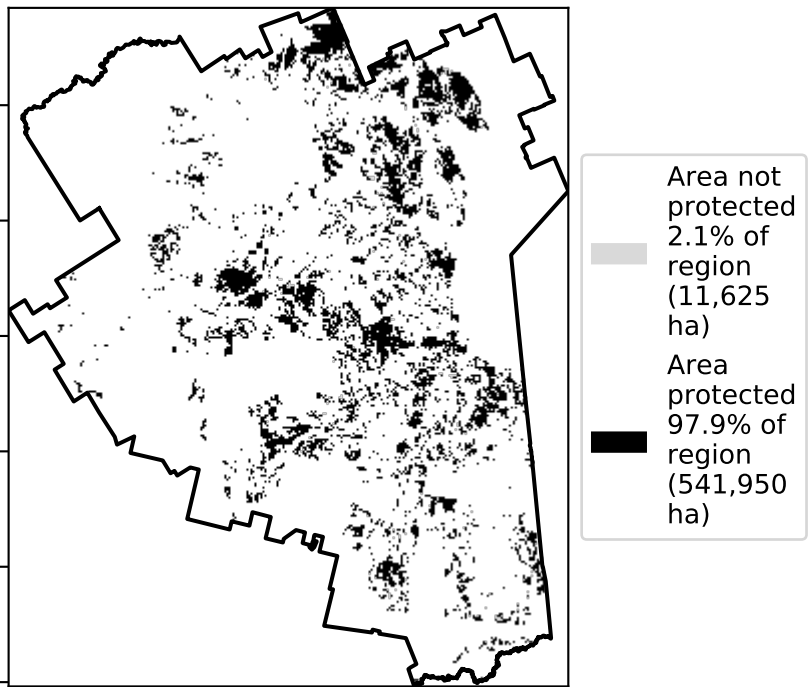 Area not
protected
2.1% of
region
(11,625
ha)
Area
protected
97.9% of
region
(541,950
ha)